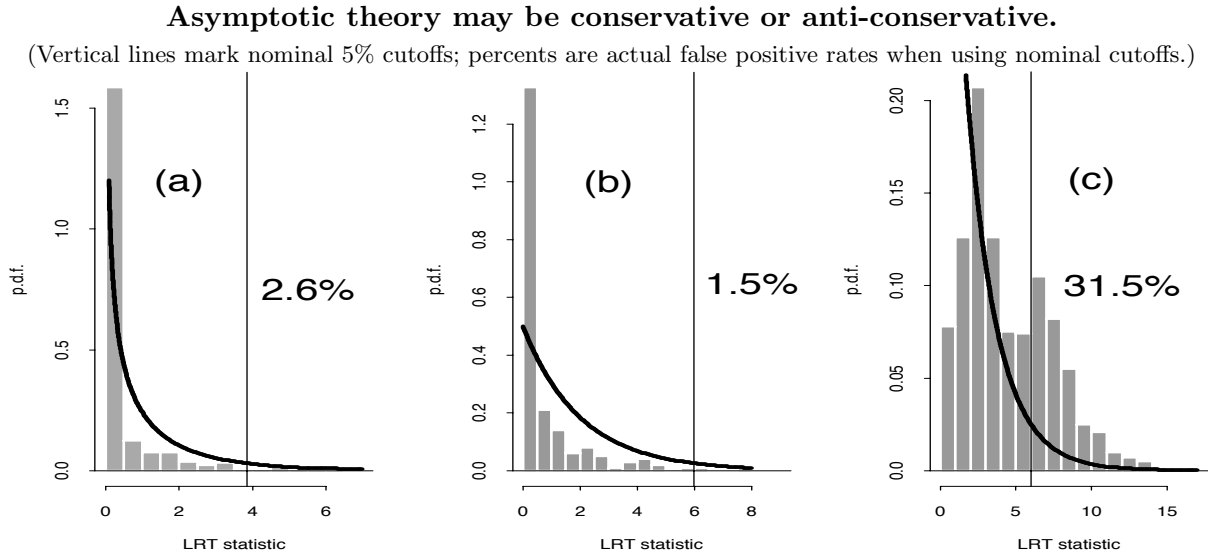 Asymptotic theory may be conservative or anti-conservative.
(Vertical lines mark nominal 5% cutoffs; percents are actual false positive rates when using nominal cutoffs.)
(a)
2.6%
p.d.f.
0.0
0.5
1.0
1.5
0 2 4 6
LRT statistic
(b)
1.5%
p.d.f.
0.0
0.2
0.4
0.6
0.8
1.0
1.2
0 2 4 6 8
LRT statistic
(c)
31.5%
p.d.f.
0.00
0.05
0.10
0.15
0.20
0 5 10 15
LRT statistic